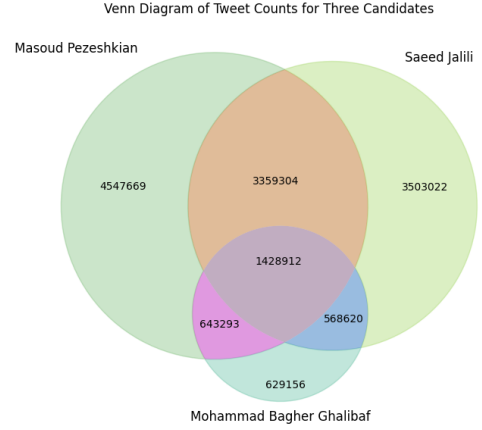 Venn Diagram of Tweet Counts for Three Candidates
Masoud Pezeshkian
Saeed Jalili
4547669
3359304
3503022
1428912
643293
568620
629156
Mohammad Bagher Ghalibaf